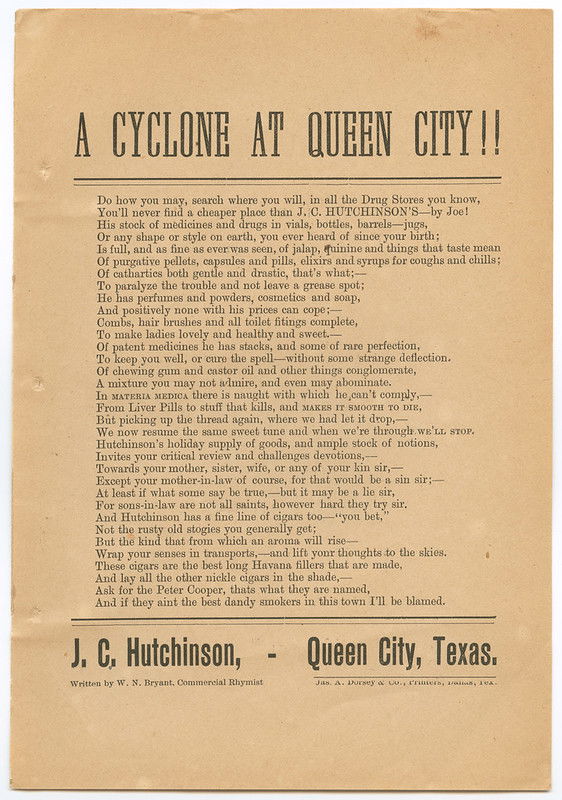 A CYCLONE AT QUEEN CITY!!
Do how you may, search where you will, in all the Drug Stores you know,
You'll never find a cheaper place than J. C. HUTCHINSON'S—by Joe!
His stock of medicines and drugs in vials, bottles, barrels—jugs,
Or any shape or style on earth, you ever heard of since your birth;
Is full, and as fine as ever was seen, of jalap, quinine and things that taste mean
Of purgative pellets, capsules and pills, elixirs and syrups for coughs and chills;
Of cathartics both gentle and drastic, that's what;—
To paralyze the trouble and not leave a grease spot;
He has perfumes and powders, cosmetics and soap,
And positively none with his prices can cope;—
Combs, hair brushes and all toilet fitings complete,
To make ladies lovely and healthy and sweet.—
Of patent medicines he has stacks, and some of rare perfection,
To keep you well, or cure the spell—without some strange deflection.
Of chewing gum and castor oil and other things conglomerate,
A mixture you may not admire, and even may abominate.
In MATERIA MEDICA there is naught with which he can't comply,—
From Liver Pills to stuff that kills, and MAKES IT SMOOTH TO DIE,
But picking up the thread again, where we had let it drop,—
We now resume the same sweet tune and when we're through WE'LL STOP.
Hutchinson's holiday supply of goods, and ample stock of notions,
Invites your critical review and challenges devotions,—
Towards your mother, sister, wife, or any of your kin sir,—
Except your mother-in-law of course, for that would be a sin sir;—
At least if what some say be true,—but it may be a lie sir,
For sons-in-law are not all saints, however hard they try sir.
And Hutchinson has a fine line of cigars too—"you bet,"
Not the rusty old stogies you generally get;
But the kind that from which an aroma will rise—
Wrap your senses in transports,—and lift your thoughts to the skies.
These cigars are the best long Havana fillers that are made,
And lay all the other nickle cigars in the shade,—
Ask for the Peter Cooper, thats what they are named,
And if they aint the best dandy smokers in this town I'll be blamed.
J. C. Hutchinson, - Queen City, Texas.
Written by W. N. Bryant, Commercial Rhymist
Jas. A. Dorsey & Co., Printers, Dallas, Tex.